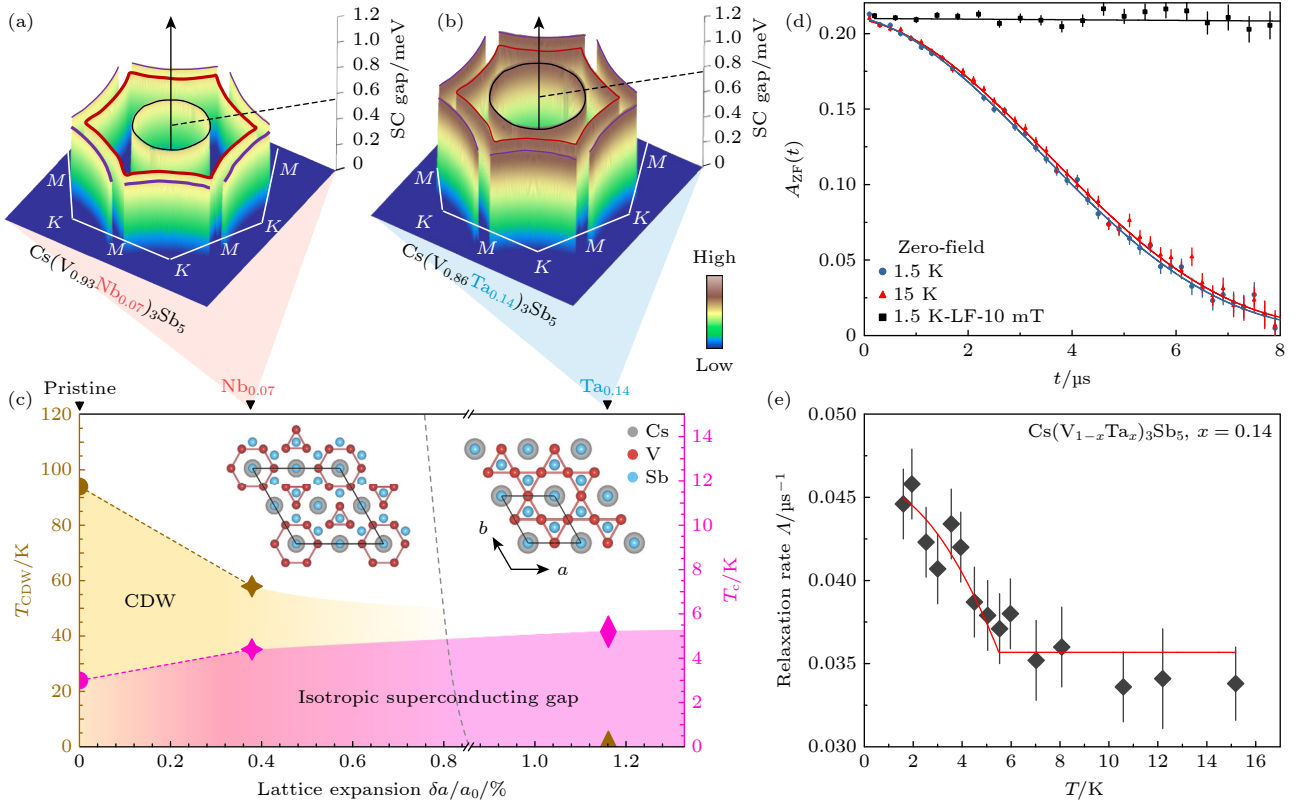 (a)
1.2
1.0
0.8
0.6
0.4
0.2
0
SC gap/meV
M
K
M
K
M
K
Cs(V0.93Nb0.07)3Sb5
(b)
1.2
1.0
0.8
0.6
0.4
0.2
0
SC gap/meV
M
K
M
K
M
K
Cs(V0.86Ta0.14)3Sb5
High
Low
(c)
Pristine
Nb0.07
Ta0.14
120
100
80
60
40
20
0
TCDW/K
CDW
Isotropic superconducting gap
Cs
V
Sb
b
a
14
12
10
8
6
4
2
0
Tc/K
0
0.2
0.4
0.6
0.8
1.0
1.2
Lattice expansion δa/a0/%
(d)
0.20
0.15
0.10
0.05
0
AZF(t)
Zero-field
1.5 K
15 K
1.5 K-LF-10 mT
0
2
4
6
8
t/μs
(e)
0.050
0.045
0.040
0.035
0.030
Relaxation rate Λ/μs−1
Cs(V1−xTax)3Sb5, x = 0.14
0
2
4
6
8
10
12
14
16
T/K